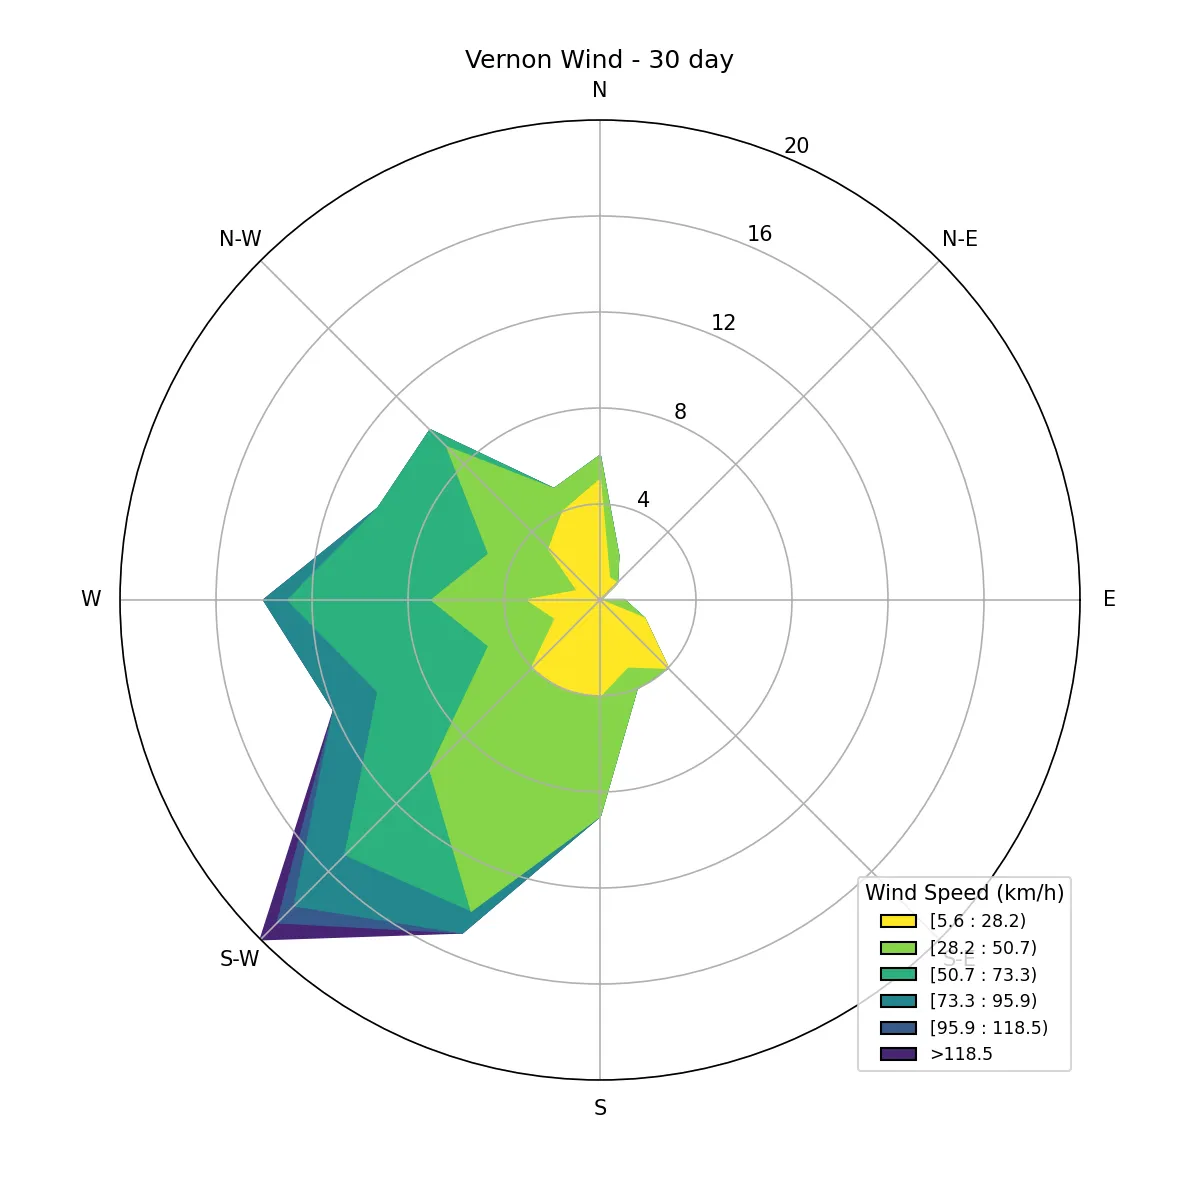 Vernon Wind - 30 day
N
20
N-W
16
N-E
12
8
4
W
E
S-W
S-E
S
Wind Speed (km/h)
[5.6 : 28.2)
[28.2 : 50.7)
[50.7 : 73.3)
[73.3 : 95.9)
[95.9 : 118.5)
>118.5